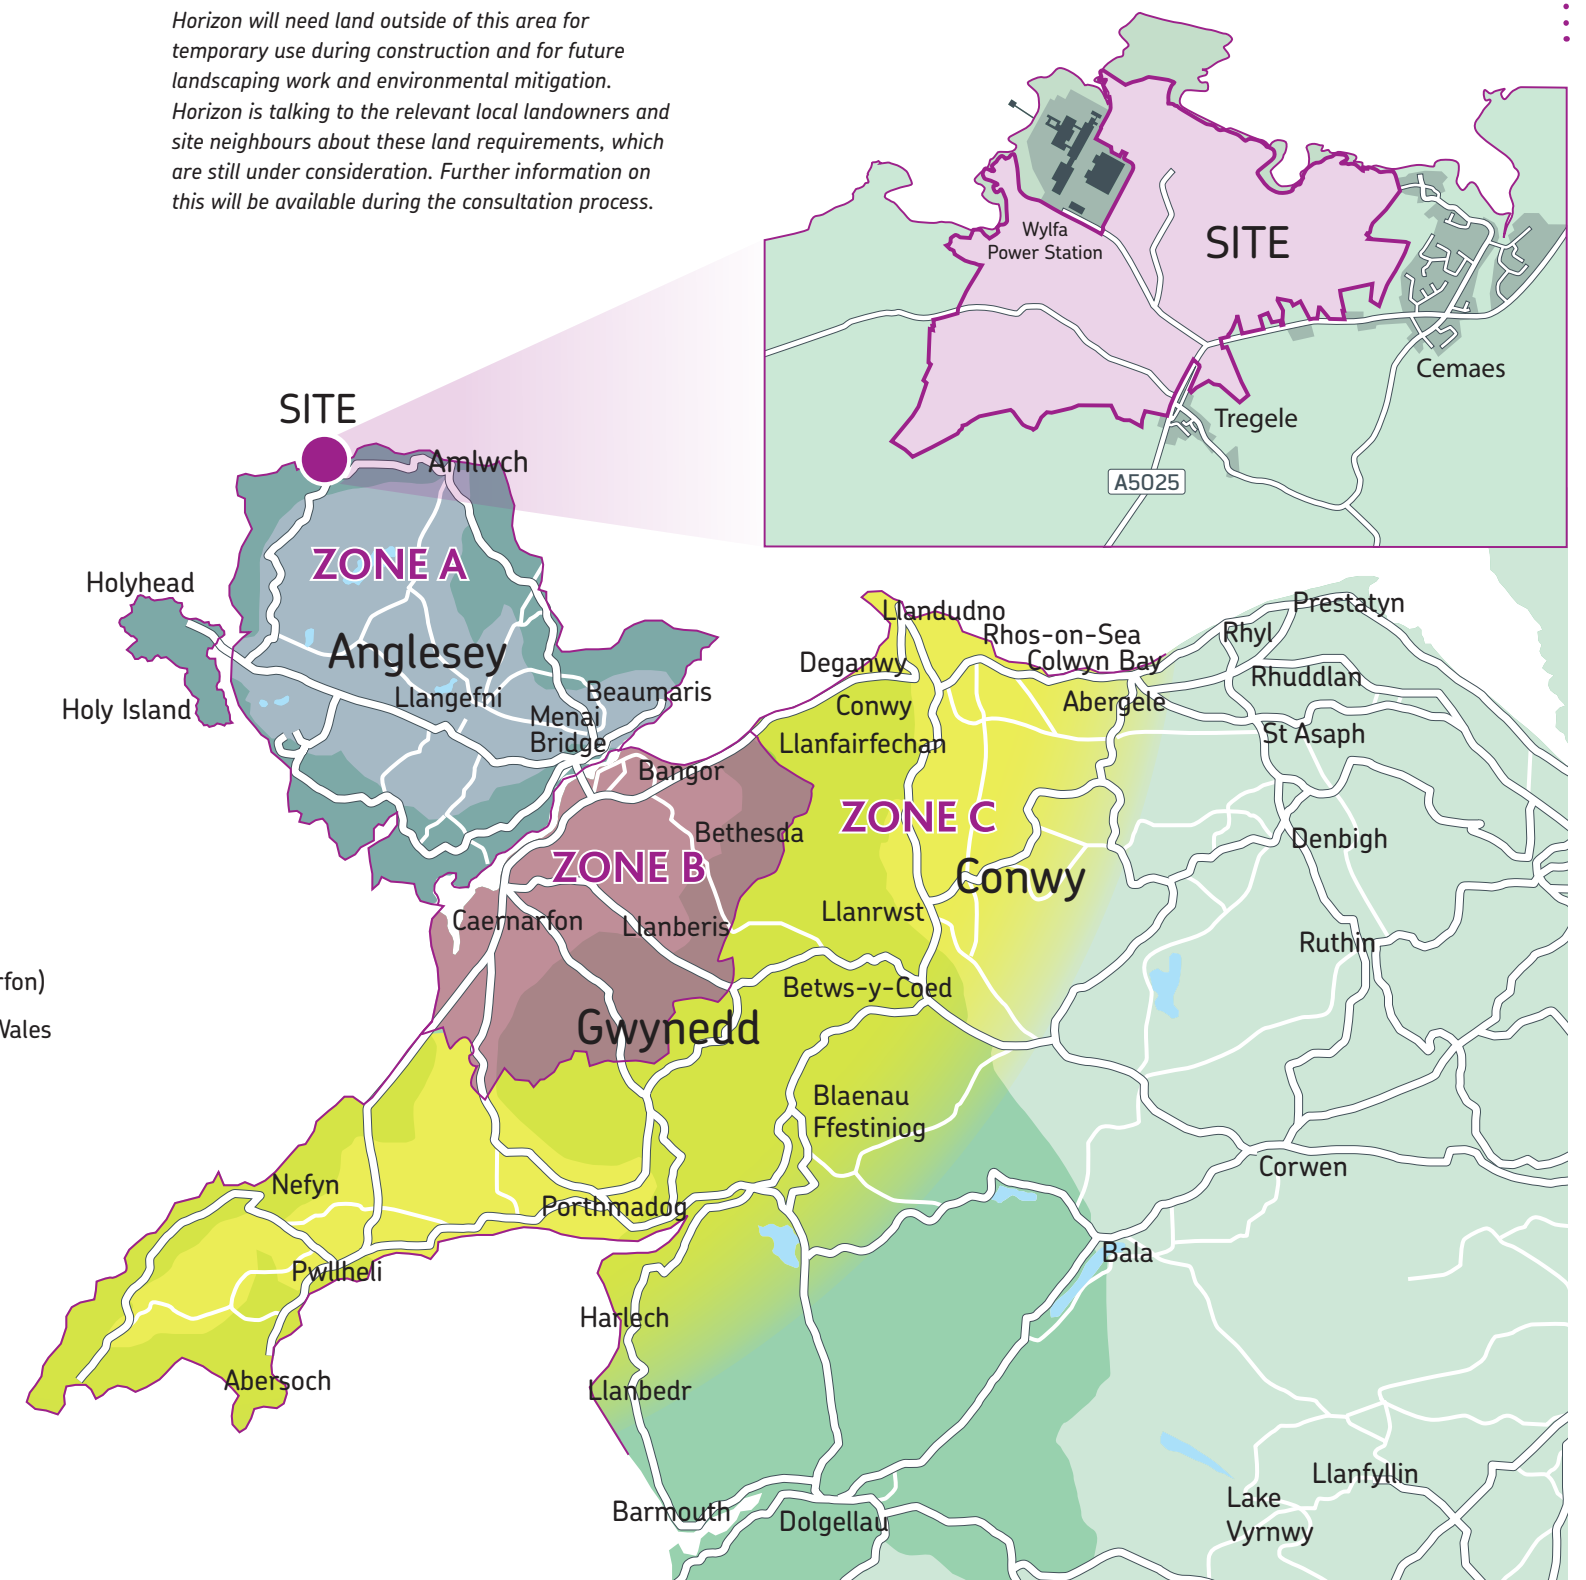 Horizon will need land outside of this area for
temporary use during construction and for future
landscaping work and environmental mitigation.
Horizon is talking to the relevant local landowners and
site neighbours about these land requirements, which
are still under consideration. Further information on
this will be available during the consultation process.
Wylfa
Power Station
SITE
Cemaes
Tregele
A5025
SITE
Amlwch
ZONE A
Holyhead
Anglesey
Llangefni
Beaumaris
Holy Island
Menai
Bridge
Bangor
Bethesda
ZONE B
Caernarfon
Llanberis
Gwynedd
Llandudno
Rhos-on-Sea
Colwyn Bay
Deganwy
Conwy
Abergele
Llanfairfechan
ZONE C
Conwy
Llanrwst
Betws-y-Coed
Prestatyn
Rhyl
Rhuddlan
St Asaph
Denbigh
Ruthin
rfon)
Wales
Blaenau
Ffestiniog
Corwen
Nefyn
Porthmadog
Pwllheli
Bala
Harlech
Abersoch
Llanbedr
Barmouth
Dolgellau
Llanfyllin
Lake
Vyrnwy